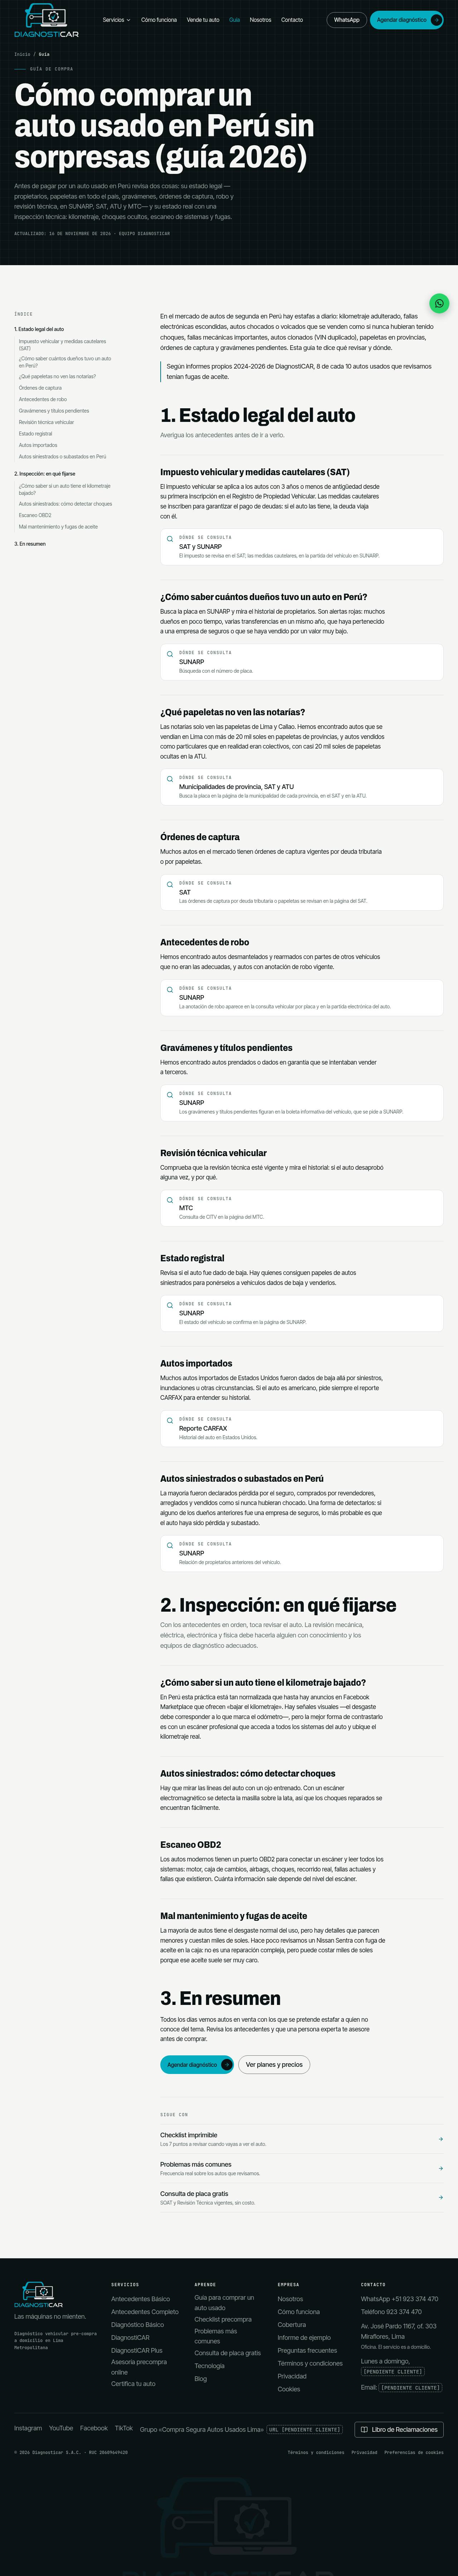 DIAGNOSTICAR
Servicios
Cómo funciona
Vende tu auto
Guía
Nosotros
Contacto
WhatsApp
Agendar diagnóstico
Inicio / Guía
GUÍA DE COMPRA
Cómo comprar un
auto usado en Perú sin
sorpresas (guía 2026)
Antes de pagar por un auto usado en Perú revisa dos cosas: su estado legal —
propietarios, papeletas en todo el país, gravámenes, órdenes de captura, robo y
revisión técnica, en SUNARP, SAT, ATU y MTC— y su estado real con una
inspección técnica: kilometraje, choques ocultos, escaneo de sistemas y fugas.
ACTUALIZADO: 16 DE NOVIEMBRE DE 2024 · EQUIPO DIAGNOSTICAR
ÍNDICE
1. Estado legal del auto
Impuesto vehicular y medidas cautelares
(SAT)
¿Cómo saber cuántos dueños tuvo un auto
en Perú?
¿Qué papeletas no ven las notarías?
Órdenes de captura
Antecedentes de robo
Gravámenes y títulos pendientes
Revisión técnica vehicular
Estado registral
Autos importados
Autos siniestrados o subastados en Perú
2. Inspección: en qué fijarse
¿Cómo saber si un auto tiene el kilometraje
bajado?
Autos siniestrados: cómo detectar choques
Escaneo OBD2
Mal mantenimiento y fugas de aceite
3. En resumen
En el mercado de autos de segunda en Perú hay estafas a diario: kilometraje adulterado, fallas
electrónicas escondidas, autos chocados o volcados que se venden como si nunca hubieran tenido
choques, fallas mecánicas importantes, autos clonados (VIN duplicado), papeletas en provincias,
órdenes de captura y gravámenes pendientes. Esta guía te dice qué revisar y dónde.
Según informes propios 2024-2026 de DiagnostiCAR, 8 de cada 10 autos usados que revisamos
tenían fugas de aceite.
1. Estado legal del auto
Averigua los antecedentes antes de ir a verlo.
Impuesto vehicular y medidas cautelares (SAT)
El impuesto vehicular se aplica a los autos con 3 años o menos de antigüedad desde
su primera inscripción en el Registro de Propiedad Vehicular. Las medidas cautelares
se inscriben para garantizar el pago de deudas: si el auto las tiene, la deuda viaja
con él.
DÓNDE SE CONSULTA
SAT y SUNARP
El impuesto se revisa en el SAT; las medidas cautelares, en la partida del vehículo en SUNARP.
¿Cómo saber cuántos dueños tuvo un auto en Perú?
Busca la placa en SUNARP y mira el historial de propietarios. Son alertas rojas: muchos
dueños en poco tiempo, varias transferencias en un mismo año, que haya pertenecido
a una empresa de seguros o que se haya vendido por un valor muy bajo.
DÓNDE SE CONSULTA
SUNARP
Búsqueda con el número de placa.
¿Qué papeletas no ven las notarías?
Las notarías solo ven las papeletas de Lima y Callao. Hemos encontrado autos que se
vendían en Lima con más de 20 mil soles en papeletas de provincias, y autos vendidos
como particulares que en realidad eran colectivos, con casi 20 mil soles de papeletas
ocultas en la ATU.
DÓNDE SE CONSULTA
Municipalidades de provincia, SAT y ATU
Busca la placa en la página de la municipalidad de cada provincia, en el SAT y en la ATU.
Órdenes de captura
Muchos autos en el mercado tienen órdenes de captura vigentes por deuda tributaria
o por papeletas.
DÓNDE SE CONSULTA
SAT
Las órdenes de captura por deuda tributaria o papeletas se revisan en la página del SAT.
Antecedentes de robo
Hemos encontrado autos desmantelados y rearmados con partes de otros vehículos
que no eran las adecuadas, y autos con anotación de robo vigente.
DÓNDE SE CONSULTA
SUNARP
La anotación de robo aparece en la consulta vehicular por placa y en la partida electrónica del auto.
Gravámenes y títulos pendientes
Hemos encontrado autos prendados o dados en garantía que se intentaban vender
a terceros.
DÓNDE SE CONSULTA
SUNARP
Los gravámenes y títulos pendientes figuran en la boleta informativa del vehículo, que se pide a SUNARP.
Revisión técnica vehicular
Comprueba que la revisión técnica esté vigente y mira el historial: si el auto desaprobó
alguna vez, y por qué.
DÓNDE SE CONSULTA
MTC
Consulta de CITV en la página del MTC.
Estado registral
Revisa si el auto fue dado de baja. Hay quienes consiguen papeles de autos
siniestrados para ponérselos a vehículos dados de baja y venderlos.
DÓNDE SE CONSULTA
SUNARP
El estado del vehículo se confirma en la página de SUNARP.
Autos importados
Muchos autos importados de Estados Unidos fueron dados de baja allá por siniestros,
inundaciones u otras circunstancias. Si el auto es americano, pide siempre el reporte
CARFAX para entender su historial.
DÓNDE SE CONSULTA
Reporte CARFAX
Historial del auto en Estados Unidos.
Autos siniestrados o subastados en Perú
La mayoría fueron declarados pérdida por el seguro, comprados por revendedores,
arreglados y vendidos como si nunca hubieran chocado. Una forma de detectarlos: si
alguno de los dueños anteriores fue una empresa de seguros, lo más probable es que
el auto haya sido pérdida y subastado.
DÓNDE SE CONSULTA
SUNARP
Relación de propietarios anteriores del vehículo.
2. Inspección: en qué fijarse
Con los antecedentes en orden, toca revisar el auto. La revisión mecánica,
eléctrica, electrónica y física debe hacerla alguien con conocimiento y los
equipos de diagnóstico adecuados.
¿Cómo saber si un auto tiene el kilometraje bajado?
En Perú esta práctica está tan normalizada que hasta hay anuncios en Facebook
Marketplace que ofrecen «bajar el kilometraje». Hay señales visuales —el desgaste
debe corresponder a lo que marca el odómetro—, pero la mejor forma de contrastarlo
es con un escáner profesional que acceda a todos los sistemas del auto y ubique el
kilometraje real.
Autos siniestrados: cómo detectar choques
Hay que mirar las líneas del auto con un ojo entrenado. Con un escáner
electromagnético se detecta la masilla sobre la lata, así que los choques reparados se
encuentran fácilmente.
Escaneo OBD2
Los autos modernos tienen un puerto OBD2 para conectar un escáner y leer todos los
sistemas: motor, caja de cambios, airbags, choques, recorrido real, fallas actuales y
fallas que existieron. Cuánta información sale depende del nivel del escáner.
Mal mantenimiento y fugas de aceite
La mayoría de autos tiene el desgaste normal del uso, pero hay detalles que parecen
menores y cuestan miles de soles. Hace poco revisamos un Nissan Sentra con fuga de
aceite en la caja: no es una reparación compleja, pero puede costar miles de soles
porque ese aceite suele ser muy caro.
3. En resumen
Todos los días vemos autos en venta con los que se pretende estafar a quien no
conoce del tema. Revisa los antecedentes y que una persona experta te asesore
antes de comprar.
Agendar diagnóstico
Ver planes y precios
SIGUE CON
Checklist imprimible
Los 7 puntos a revisar cuando vayas a ver el auto.
Problemas más comunes
Frecuencia real sobre los autos que revisamos.
Consulta de placa gratis
SOAT y Revisión Técnica vigentes, sin costo.
DIAGNOSTICAR
Las máquinas no mienten.
Diagnóstico vehicular pre-compra
a domicilio en Lima
Metropolitana
SERVICIOS
Antecedentes Básico
Antecedentes Completo
Diagnóstico Básico
DiagnostiCAR
DiagnostiCAR Plus
Asesoría precompra
online
Certifica tu auto
APRENDE
Guía para comprar un
auto usado
Checklist precompra
Problemas más
comunes
Consulta de placa gratis
Tecnología
Blog
EMPRESA
Nosotros
Cómo funciona
Cobertura
Informe de ejemplo
Preguntas frecuentes
Términos y condiciones
Privacidad
Cookies
CONTACTO
WhatsApp +51 923 374 470
Teléfono 923 374 470
Av. José Pardo 1167, of. 303
Miraflores, Lima
Oficina. El servicio es a domicilio.
Lunes a domingo,
[PENDIENTE CLIENTE]
Email: [PENDIENTE CLIENTE]
Instagram
YouTube
Facebook
TikTok
Grupo «Compra Segura Autos Usados Lima» URL [PENDIENTE CLIENTE]
Libro de Reclamaciones
Términos y condiciones
Privacidad
Preferencias de cookies